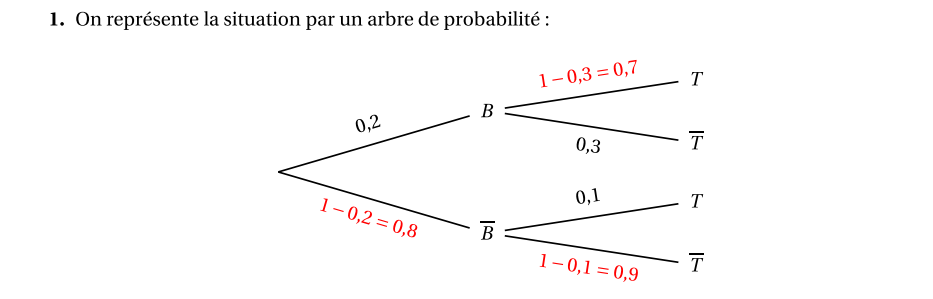 1. On représente la situation par un arbre de probabilité :
1 − 0,3 = 0,7
T
0,2
B
0,3
T̅
1 − 0,2 = 0,8
0,1
T
B̅
1 − 0,1 = 0,9
T̅